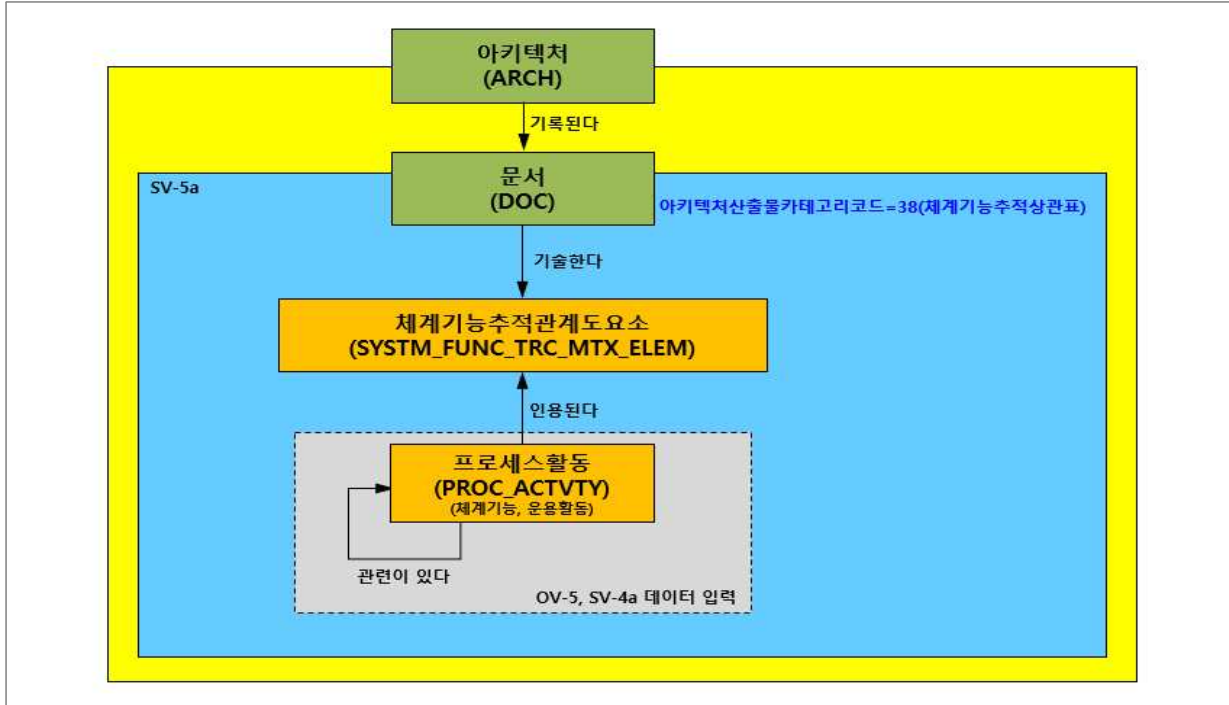 아키텍처
(ARCH)
기록된다
SV-5a
문서
(DOC)
아키텍처산출물카테고리코드=38(체계기능추적상관표)
기술한다
체계기능추적관계도요소
(SYSTM_FUNC_TRC_MTX_ELEM)
인용된다
프로세스활동
(PROC_ACTVTY)
(체계기능, 운용활동)
관련이 있다
OV-5, SV-4a 데이터 입력